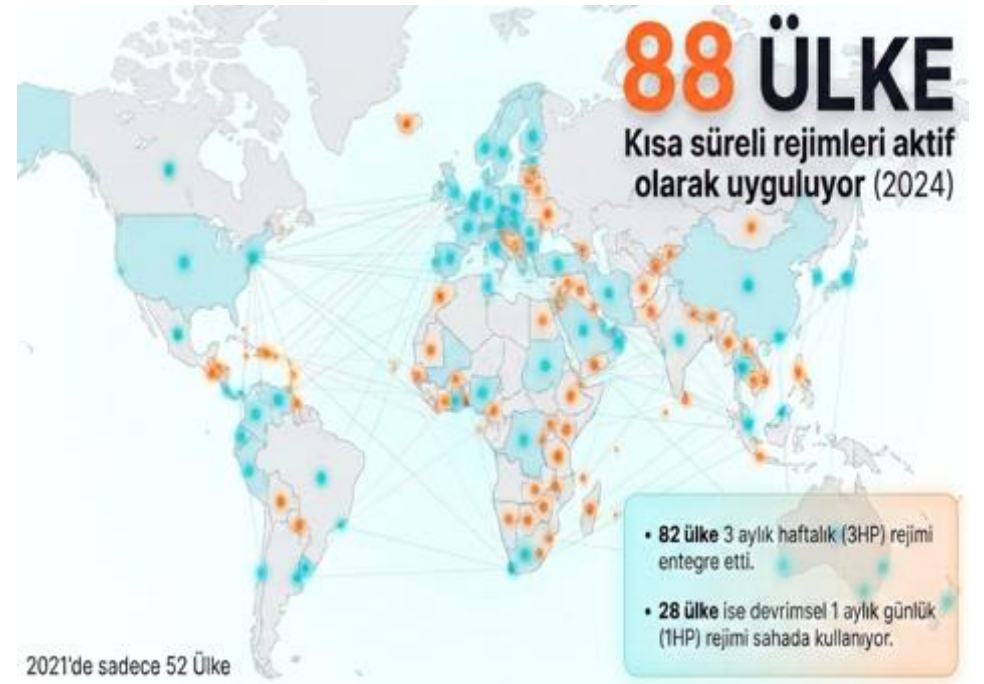 88 ÜLKE
Kısa süreli rejimleri aktif
olarak uyguluyor (2024)
• 82 ülke 3 aylık haftalık (3HP) rejimi
entegre etti.
• 28 ülke ise devrimsel 1 aylık günlük
(1HP) rejimi sahada kullanıyor.
2021'de sadece 52 Ülke